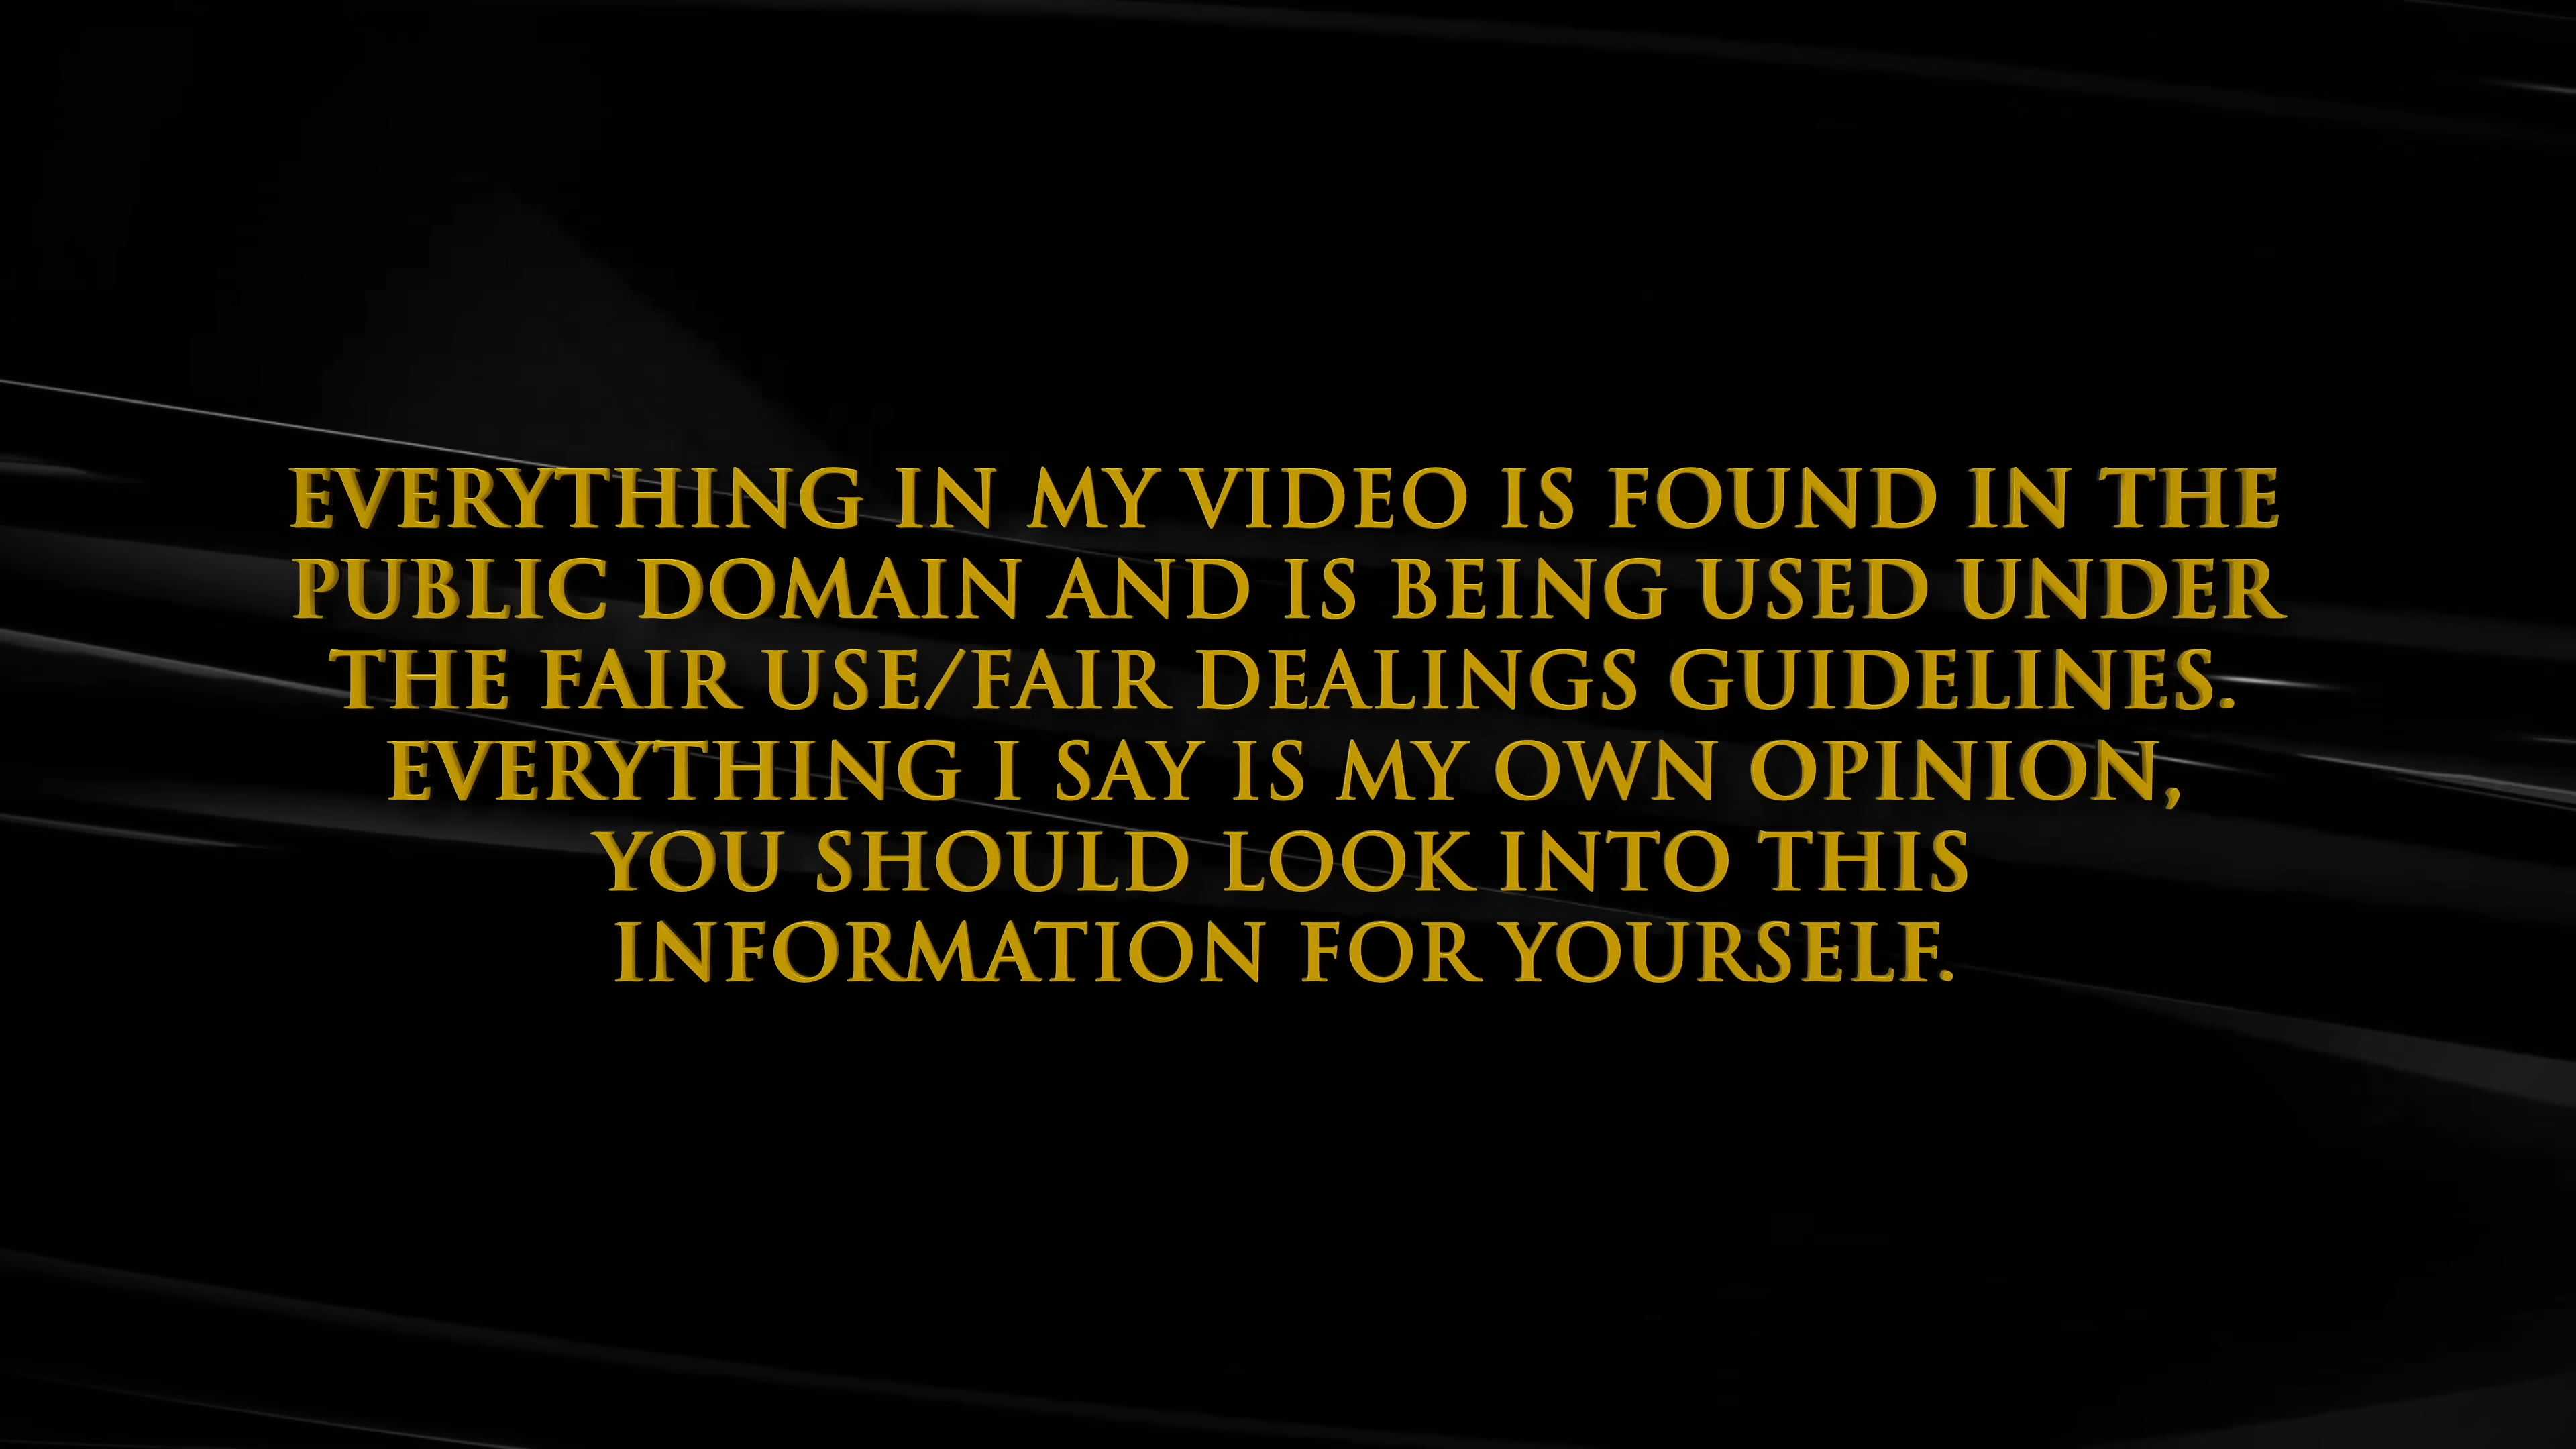 EVERYTHING IN MY VIDEO IS FOUND IN THE
PUBLIC DOMAIN AND IS BEING USED UNDER
THE FAIR USE/FAIR DEALINGS GUIDELINES.
EVERYTHING I SAY IS MY OWN OPINION,
YOU SHOULD LOOK INTO THIS
INFORMATION FOR YOURSELF.